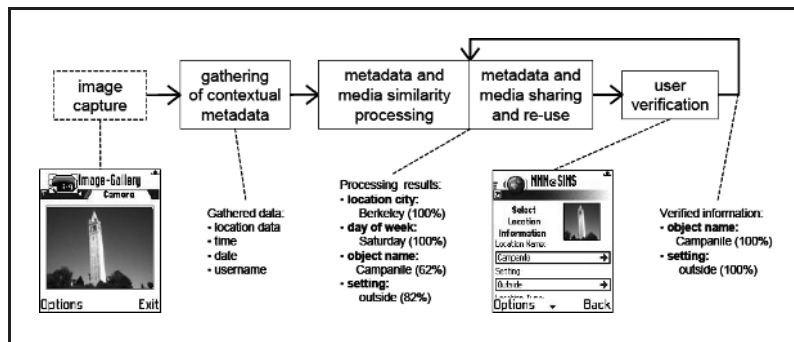 image
capture
gathering
of contextual
metadata
metadata and
media similarity
processing
metadata and
media sharing
and re-use
user
verification
Image-Gallery
Camera
Options Exit
Gathered data:
• location data
• time
• date
• username
Processing results:
• location city:
Berkeley (100%)
• day of week:
Saturday (100%)
• object name:
Campanile (62%)
• setting:
outside (82%)
MMM@SIMS
Select
Location
Information
Location Name:
Campanile
Setting
Outside
Options Back
Verified information:
• object name:
Campanile (100%)
• setting:
outside (100%)